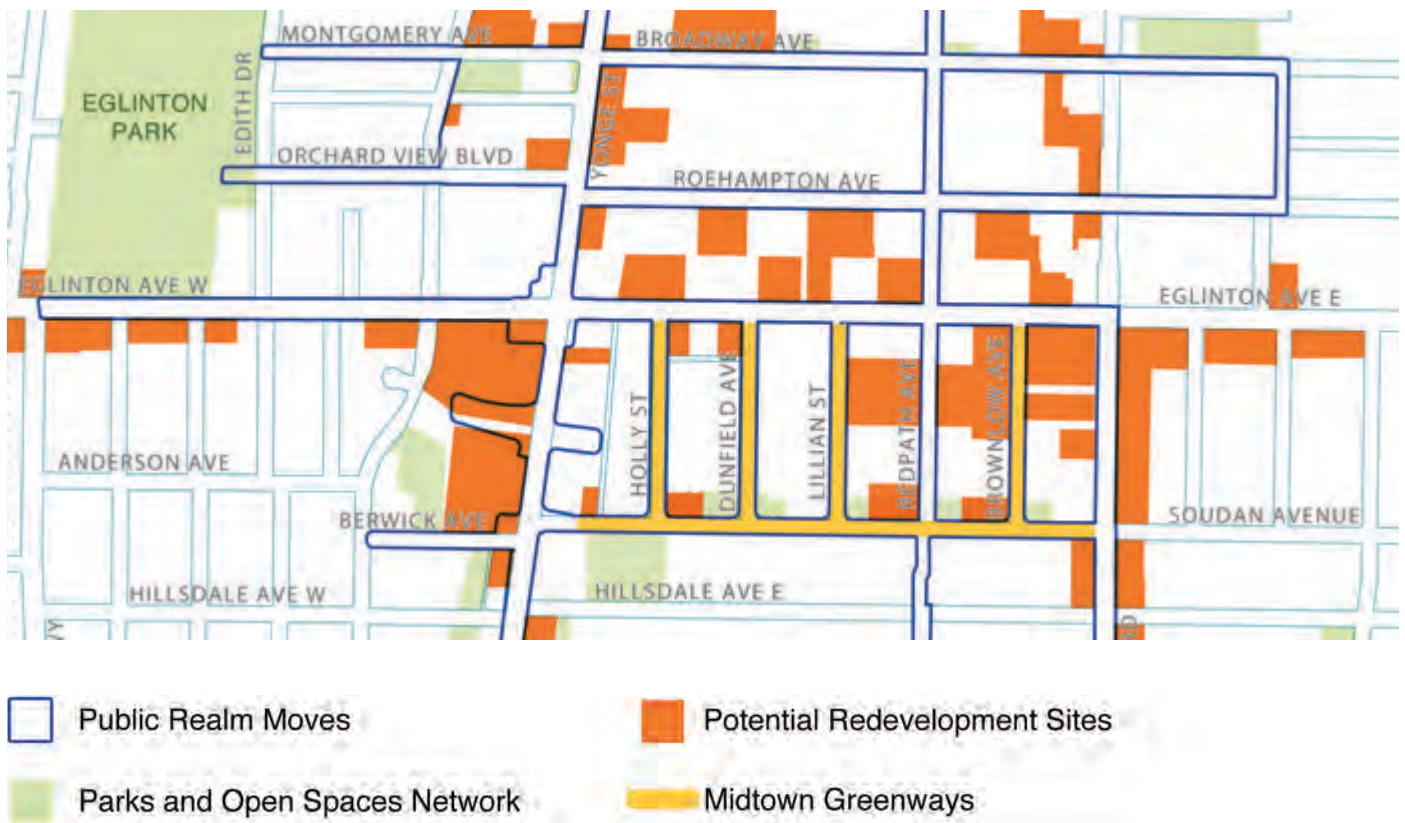 MONTGOMERY AVE
BROADWAY AVE
EDITH DR
EGLINTON
PARK
YONGE ST
ORCHARD VIEW BLVD
ROEHAMPTON AVE
EGLINTON AVE W
EGLINTON AVE E
HOLLY ST
DUNFIELD AVE
LILLIAN ST
REDPATH AVE
BROWNLOW AVE
ANDERSON AVE
BERWICK AVE
SOUDAN AVENUE
HILLSDALE AVE W
HILLSDALE AVE E
RD
Public Realm Moves
Potential Redevelopment Sites
Parks and Open Spaces Network
Midtown Greenways